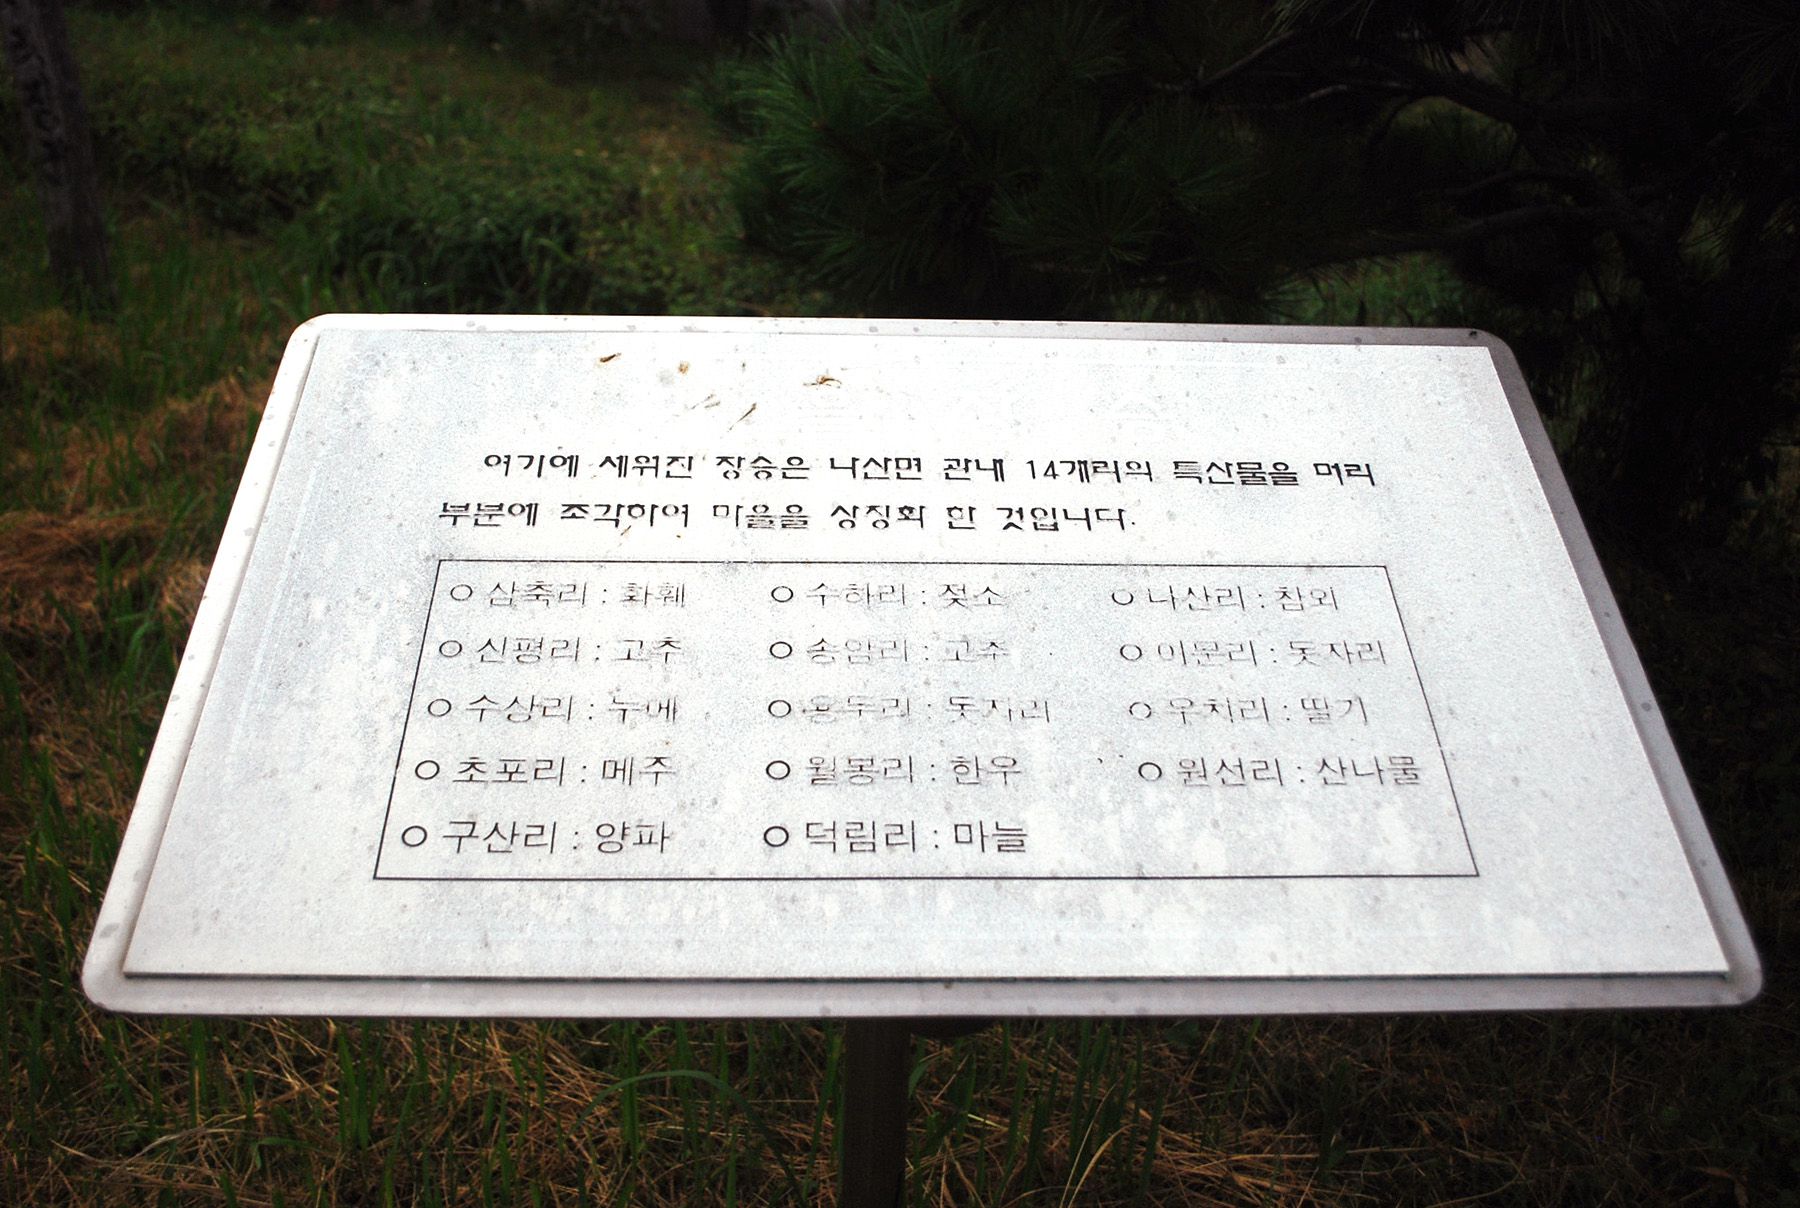 여기에 세워진 장승은 나산면 관내 14개리의 특산물을 머리
부분에 조각하여 마을을 상징화 한 것입니다.
○ 삼축리 : 화훼 ○ 수하리 : 젖소 ○ 나산리 : 참외
○ 신평리 : 고추 ○ 송암리 : 고추 ○ 이문리 : 돗자리
○ 수상리 : 누에 ○ 용두리 : 돗자리 ○ 우치리 : 딸기
○ 초포리 : 메주 ○ 월봉리 : 한우 ○ 원선리 : 산나물
○ 구산리 : 양파 ○ 덕림리 : 마늘